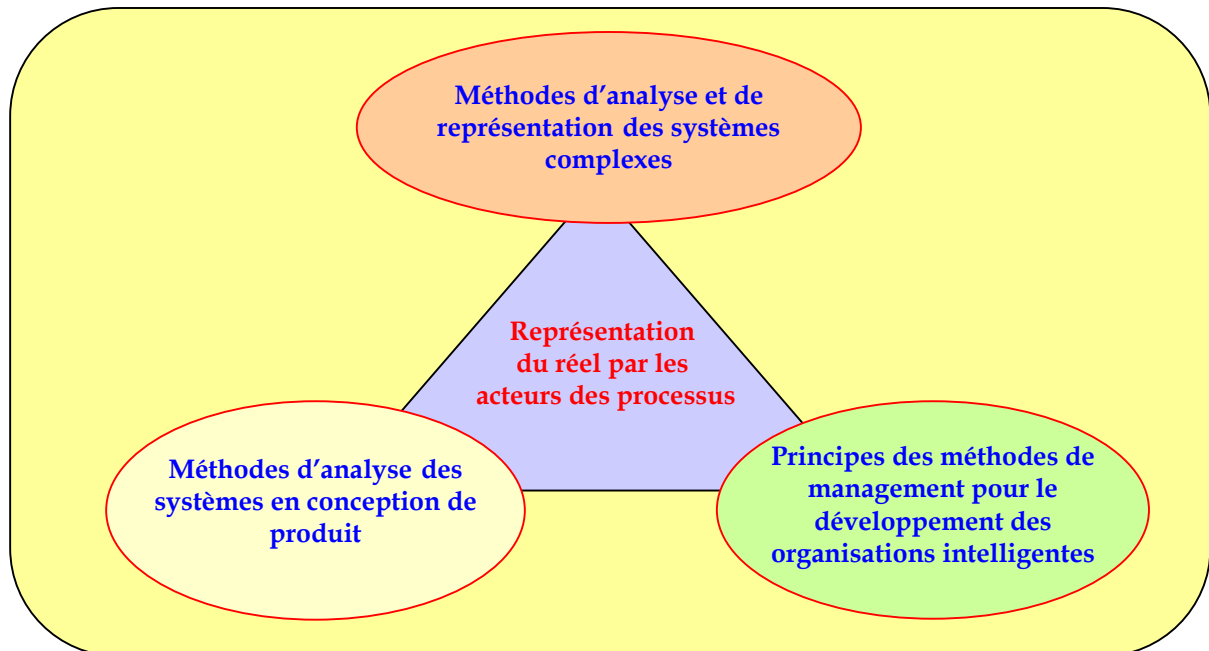 Méthodes d’analyse et de
représentation des systèmes
complexes
Représentation
du réel par les
acteurs des processus
Méthodes d’analyse des
systèmes en conception de
produit
Principes des méthodes de
management pour le
développement des
organisations intelligentes